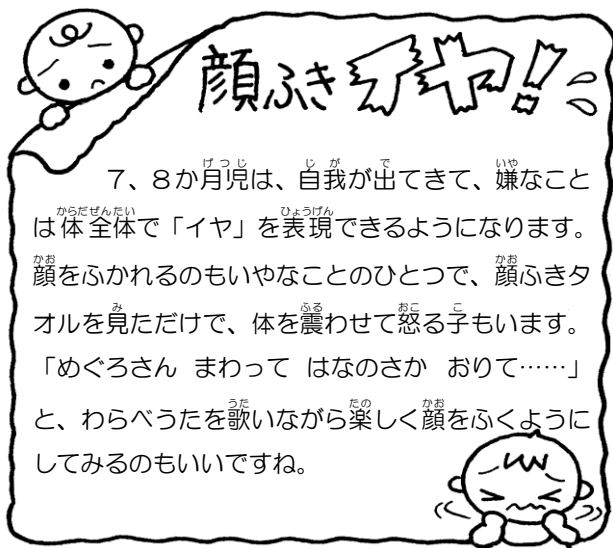 顔ふきイヤ!
7、8か月児は、自我が出てきて、嫌なこと
は体全体で「イヤ」を表現できるようになります。
顔をふかれるのもいやなことのひとつで、顔ふきタ
オルを見ただけで、体を震わせて怒る子もいます。
「めぐろさん まわって はなのさか おりて……」
と、わらべうたを歌いながら楽しく顔をふくように
してみるのもいいですね。